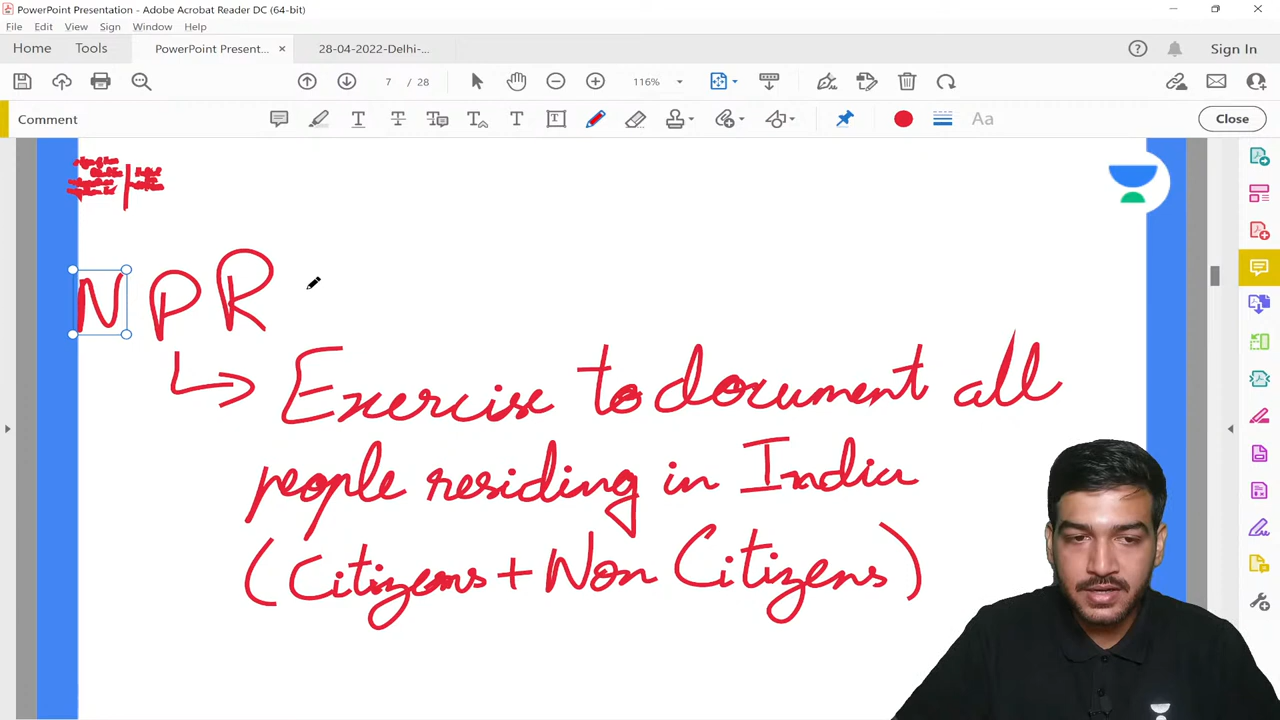 PowerPoint Presentation - Adobe Acrobat Reader DC (64-bit)
File Edit View Sign Window Help
Home Tools PowerPoint Present... × 28-04-2022-Delhi-... Sign In
7 / 28 116%
Comment Close
N P R
Exercise to document all
people residing in India
(Citizens + Non Citizens)